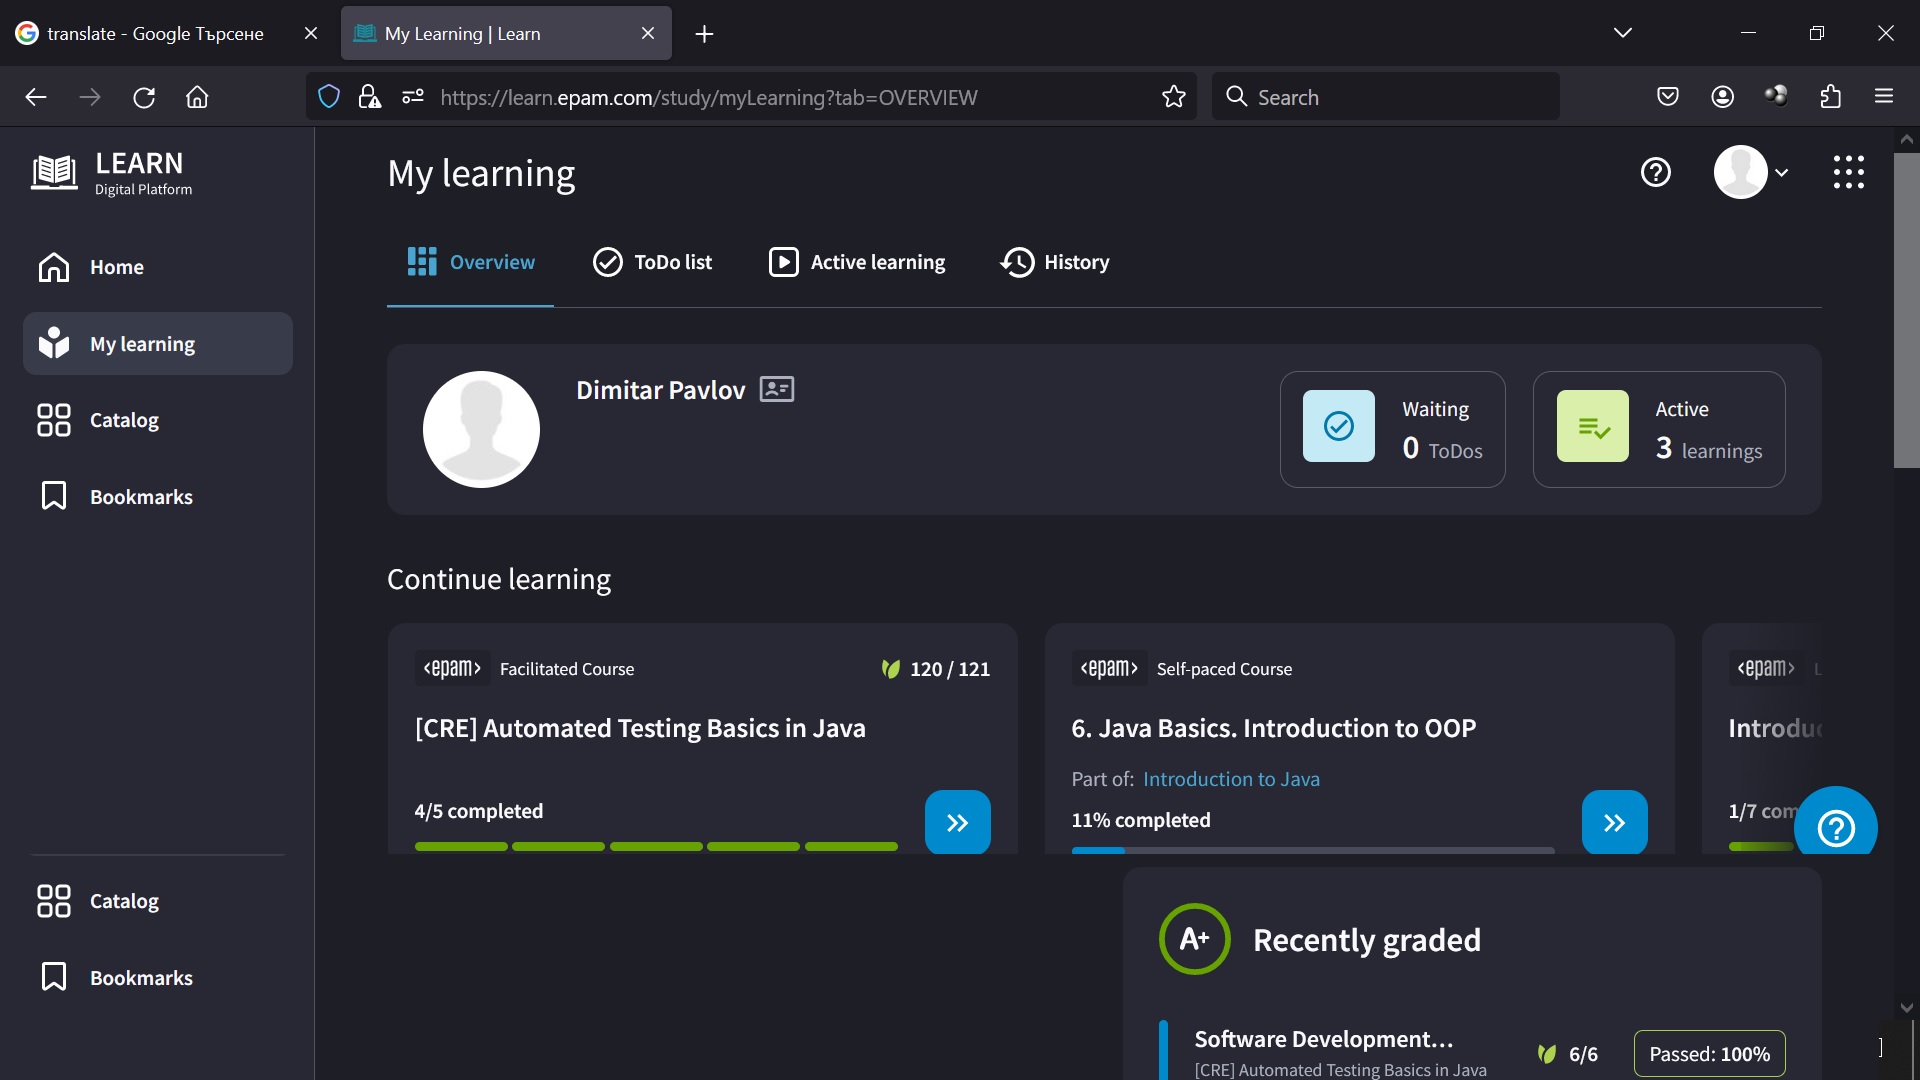 translate - Google Търсене
My Learning | Learn
https://learn.epam.com/study/myLearning?tab=OVERVIEW
Search
LEARN
Digital Platform
Home
My learning
Catalog
Bookmarks
Catalog
Bookmarks
My learning
Overview
ToDo list
Active learning
History
Dimitar Pavlov
Waiting
0 ToDos
Active
3 learnings
Continue learning
<epam> Facilitated Course
120 / 121
[CRE] Automated Testing Basics in Java
4/5 completed
<epam> Self-paced Course
6. Java Basics. Introduction to OOP
Part of: Introduction to Java
11% completed
<epam> L
Introduc
1/7 com
A+
Recently graded
Software Development...
[CRE] Automated Testing Basics in Java
6/6
Passed: 100%